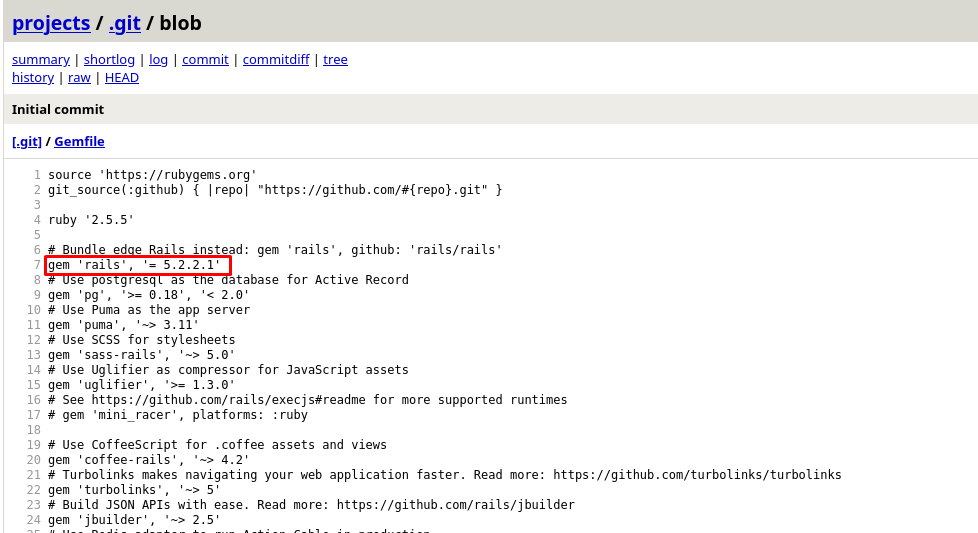 projects / .git / blob
summary | shortlog | log | commit | commitdiff | tree
history | raw | HEAD
Initial commit
[.git] / Gemfile
1 source 'https://rubygems.org'
2 git_source(:github) { |repo| "https://github.com/#{repo}.git" }
3
4 ruby '2.5.5'
5
6 # Bundle edge Rails instead: gem 'rails', github: 'rails/rails'
7 gem 'rails', '= 5.2.2.1'
8 # Use postgresql as the database for Active Record
9 gem 'pg', '>= 0.18', '< 2.0'
10 # Use Puma as the app server
11 gem 'puma', '~> 3.11'
12 # Use SCSS for stylesheets
13 gem 'sass-rails', '~> 5.0'
14 # Use Uglifier as compressor for JavaScript assets
15 gem 'uglifier', '>= 1.3.0'
16 # See https://github.com/rails/execjs#readme for more supported runtimes
17 # gem 'mini_racer', platforms: :ruby
18
19 # Use CoffeeScript for .coffee assets and views
20 gem 'coffee-rails', '~> 4.2'
21 # Turbolinks makes navigating your web application faster. Read more: https://github.com/turbolinks/turbolinks
22 gem 'turbolinks', '~> 5'
23 # Build JSON APIs with ease. Read more: https://github.com/rails/jbuilder
24 gem 'jbuilder', '~> 2.5'
25 # Use Redis adapter to run Action Cable in production